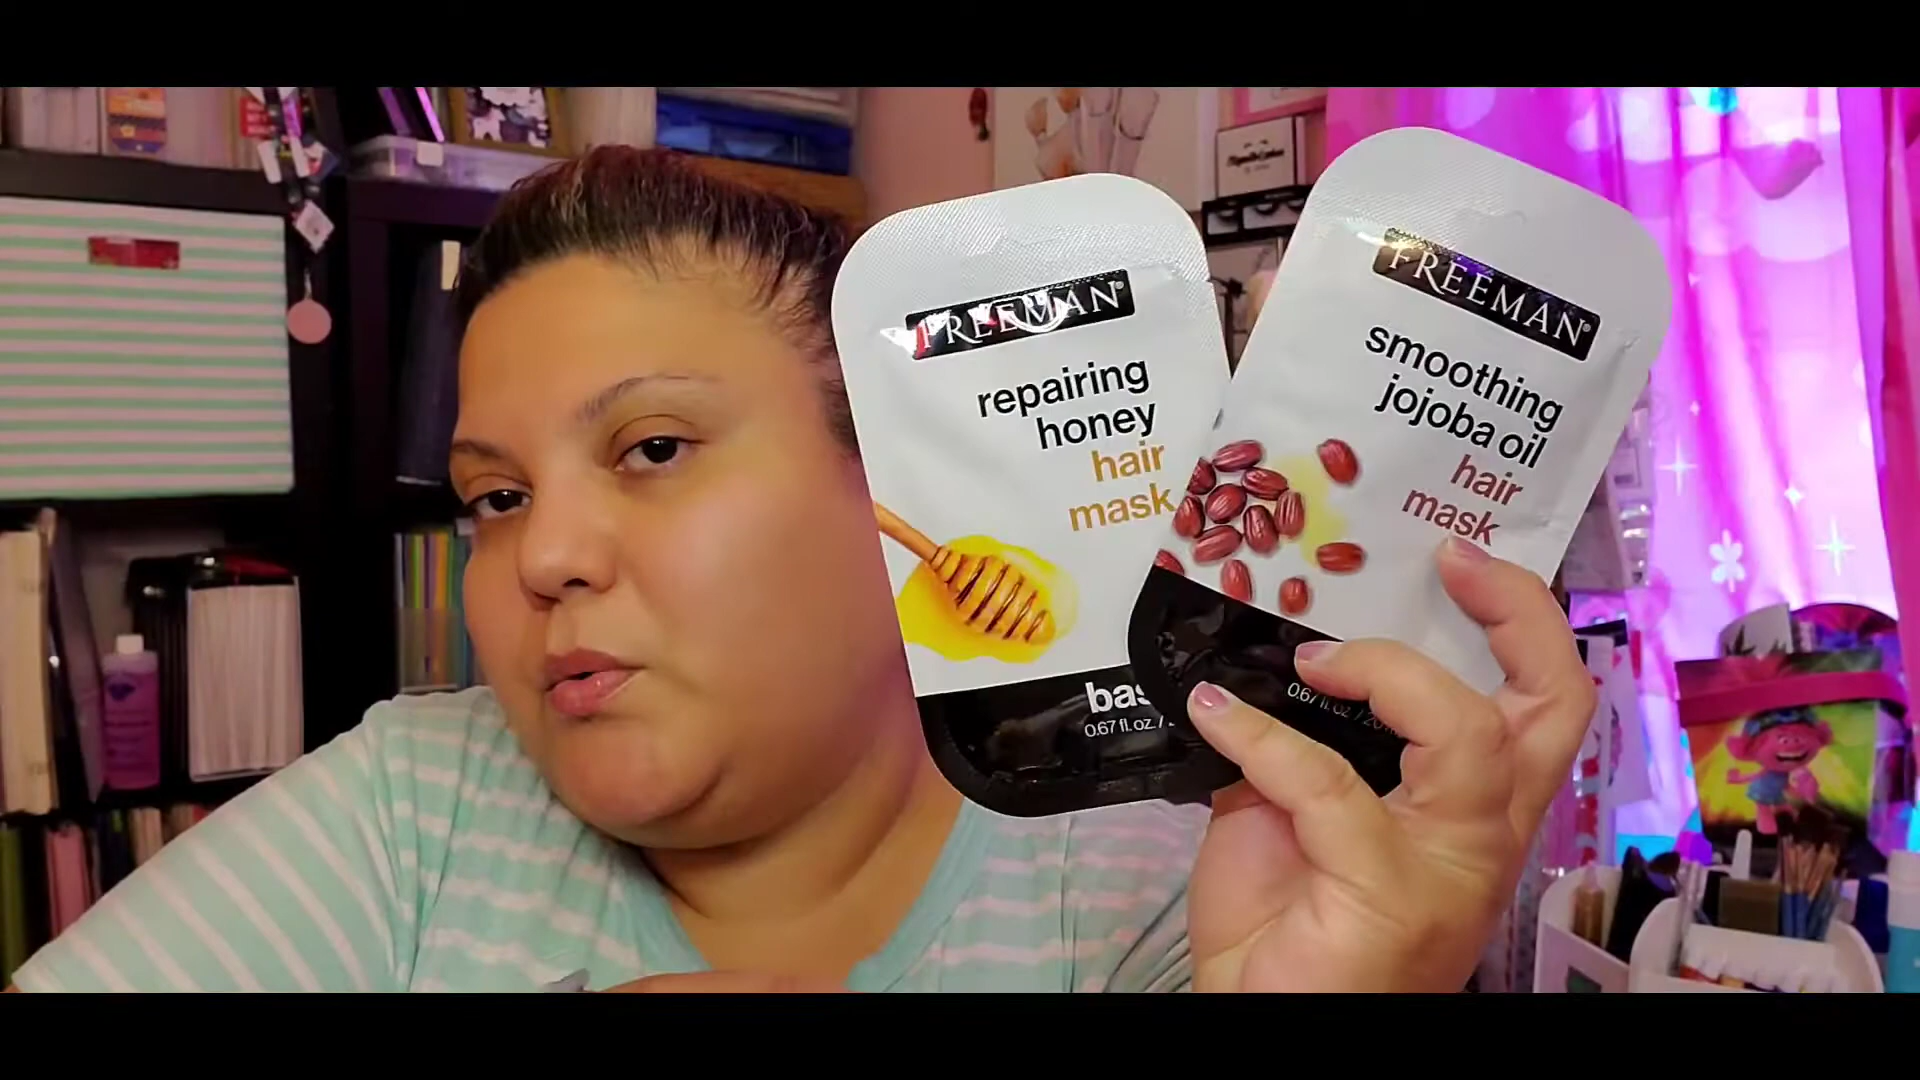 FREEMAN®
repairing
honey
hair
mask
0.67 fl. oz. /
FREEMAN®
smoothing
jojoba oil
hair
mask
0.67 fl. oz. / 20